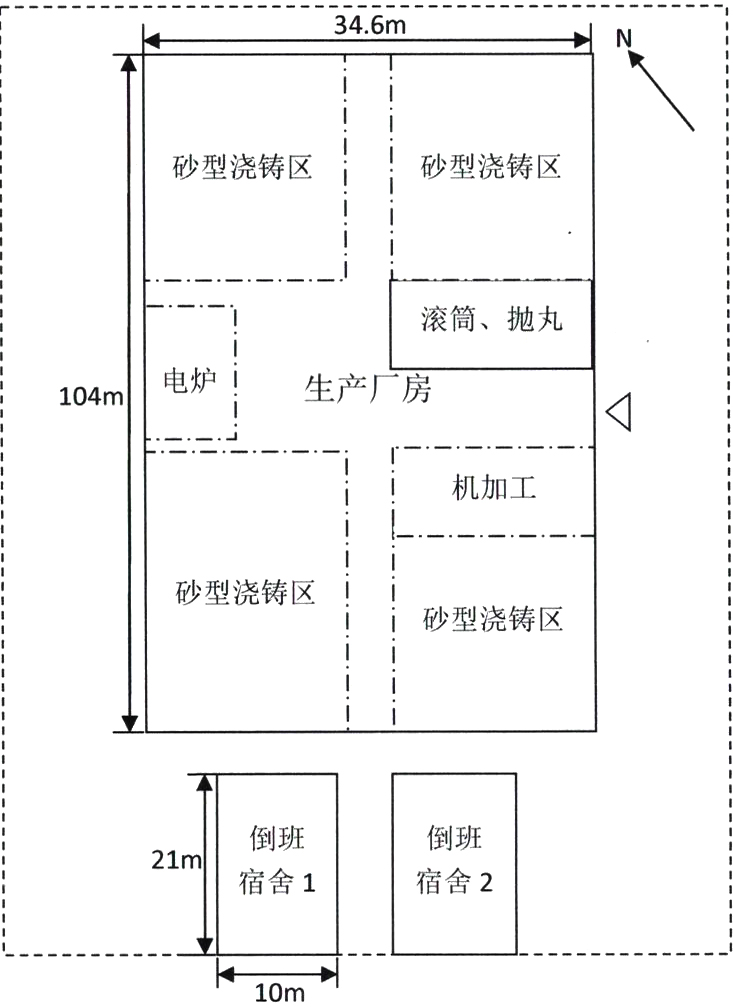 34.6m
N
砂型浇铸区
砂型浇铸区
滚筒、抛丸
电炉
生产厂房
104m
机加工
砂型浇铸区
砂型浇铸区
倒班
宿舍 1
倒班
宿舍 2
21m
10m